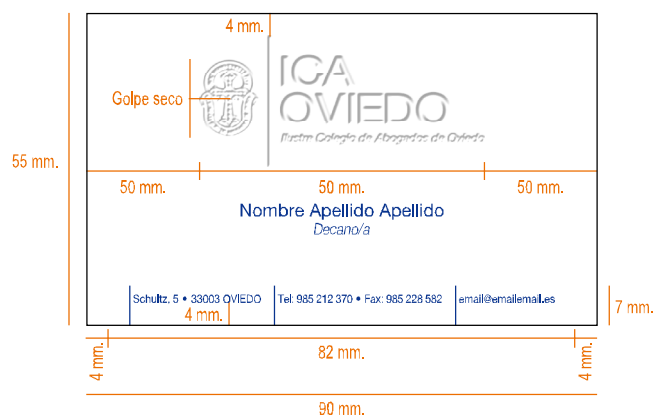 4 mm.
ICA
OVIEDO
Ilustre Colegio de Abogados de Oviedo
Golpe seco
55 mm.
50 mm. 50 mm. 50 mm.
Nombre Apellido Apellido
Decano/a
Schultz, 5 • 33003 OVIEDO Tel: 985 212 370 • Fax: 985 228 582 email@emailemail.es
4 mm. 7 mm.
4 mm. 82 mm. 4 mm.
90 mm.